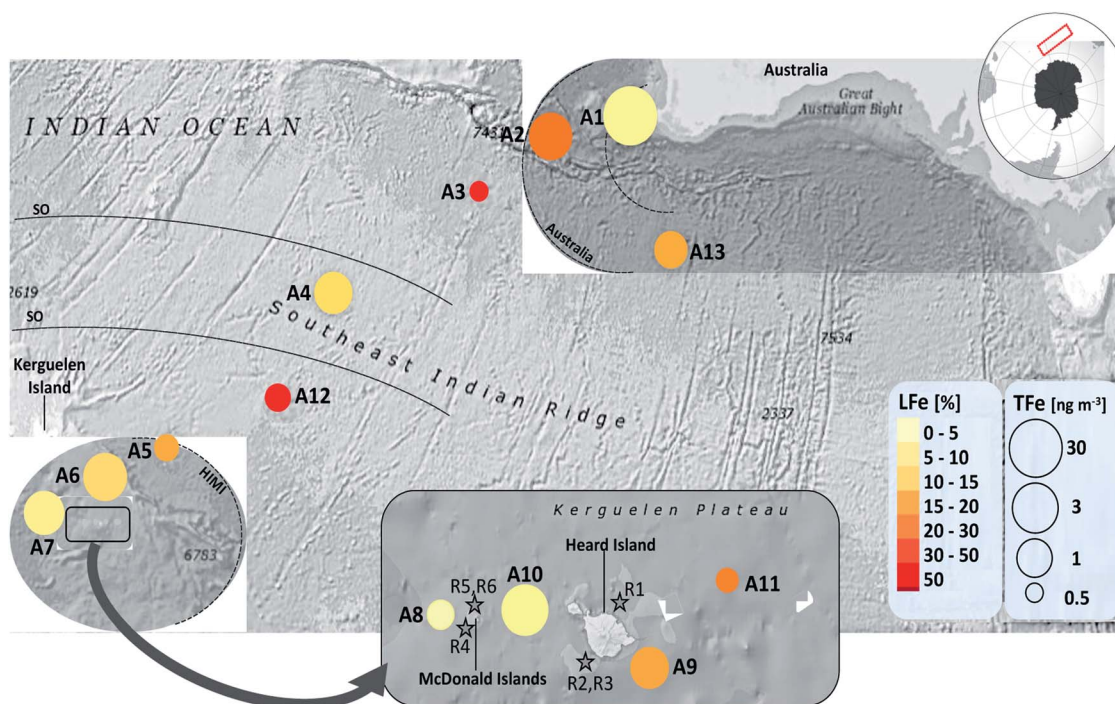 Australia
Great
Australian Bight
INDIAN OCEAN
A1
A2
A3
SO
Australia
A13
A4
2619
SO
Southeast Indian Ridge
7534
Kerguelen
Island
A12
2337
LFe [%]
0 - 5
5 - 10
10 - 15
15 - 20
20 - 30
30 - 50
50
TFe [ng m⁻³]
30
3
1
0.5
A5
HIMI
A6
A7
6783
Kerguelen Plateau
Heard Island
A10
R5,R6
R1
A11
A8
R4
A9
McDonald Islands
R2,R3